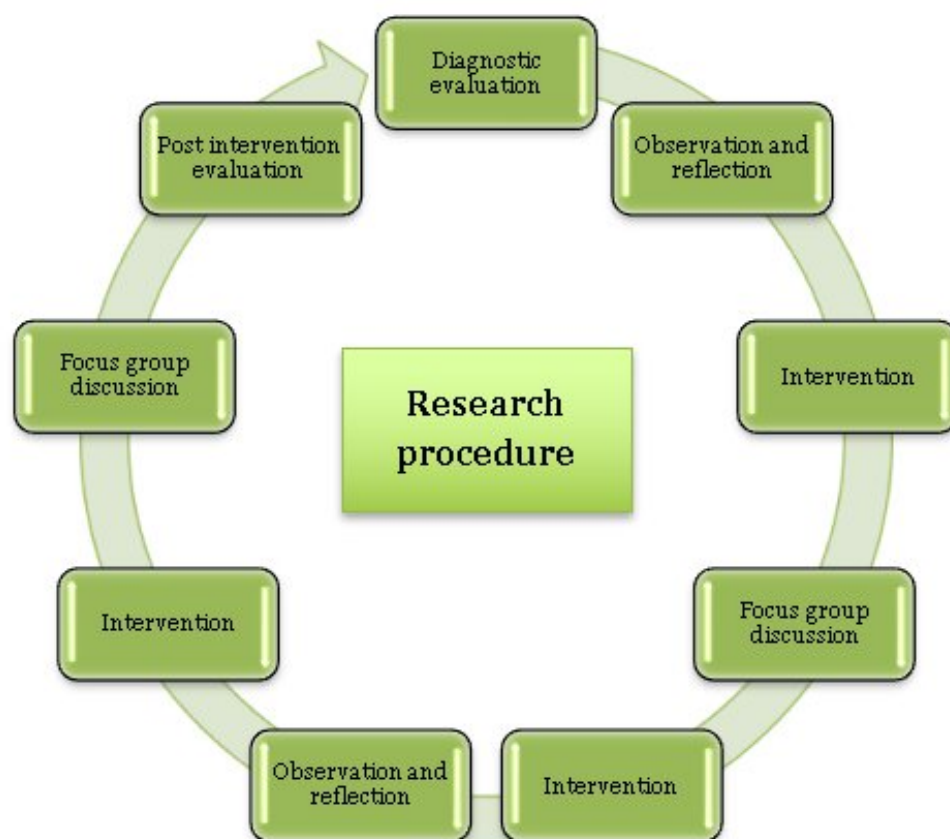 Diagnostic
evaluation
Observation and
reflection
Intervention
Focus group
discussion
Intervention
Observation and
reflection
Intervention
Focus group
discussion
Post intervention
evaluation
Research
procedure